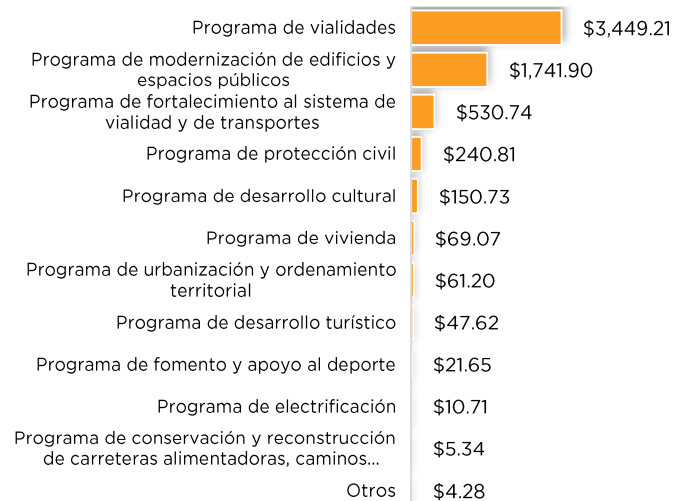 Programa de vialidades $3,449.21
Programa de modernización de edificios y
espacios públicos $1,741.90
Programa de fortalecimiento al sistema de
vialidad y de transportes $530.74
Programa de protección civil $240.81
Programa de desarrollo cultural $150.73
Programa de vivienda $69.07
Programa de urbanización y ordenamiento
territorial $61.20
Programa de desarrollo turístico $47.62
Programa de fomento y apoyo al deporte $21.65
Programa de electrificación $10.71
Programa de conservación y reconstrucción
de carreteras alimentadoras, caminos... $5.34
Otros $4.28